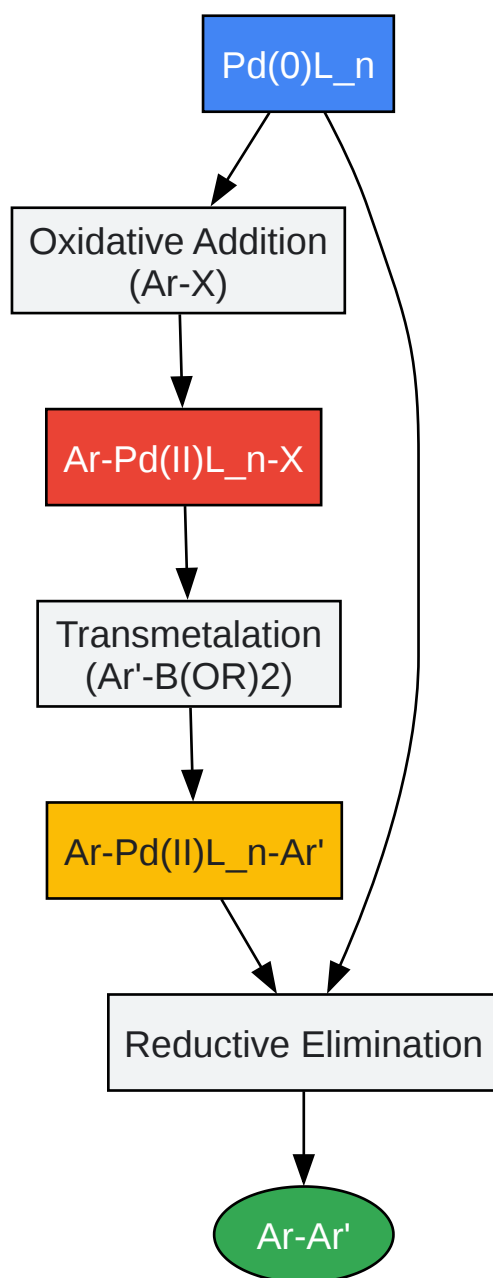 Pd(0)L_n
Oxidative Addition
(Ar-X)
Ar-Pd(II)L_n-X
Transmetalation
(Ar'-B(OR)2)
Ar-Pd(II)L_n-Ar'
Reductive Elimination
Ar-Ar'